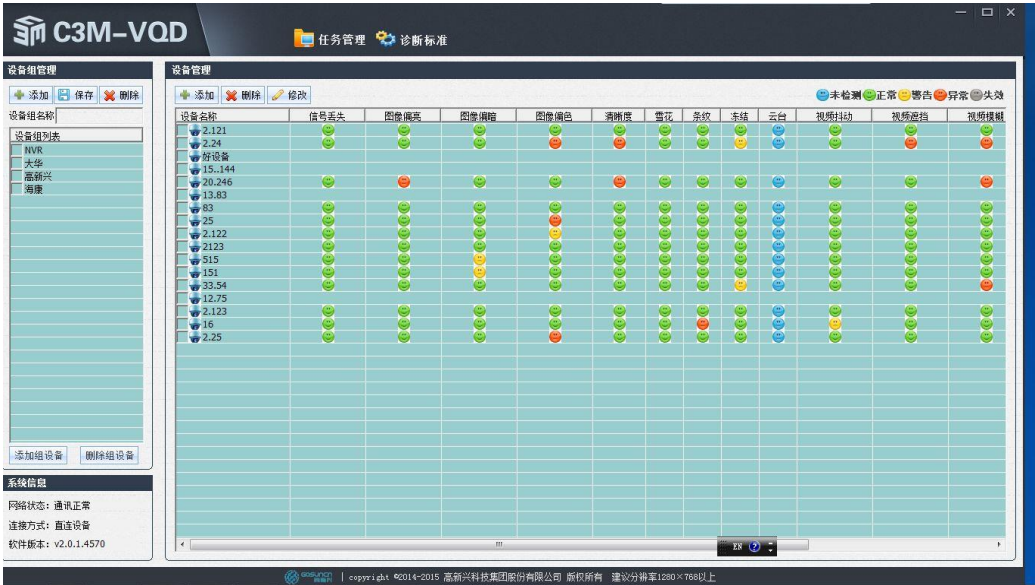 C3M-VQD
任务管理 诊断标准
设备组管理
添加 保存 删除
设备组名称
设备组列表
NVR
大华
高新兴
海康
添加组设备 删除组设备
系统信息
网络状态：通讯正常
连接方式：直连设备
软件版本：v2.0.1.4570
设备管理
添加 删除 修改
未检测 正常 警告 异常 失效
设备名称 信号丢失 图像偏亮 图像偏暗 图像偏色 清晰度 雪花 条纹 冻结 云台 视频抖动 视频遮挡 视频模糊
2.121
2.24
好设备
15..144
20.246
13.83
83
25
2.122
2123
515
151
33.54
12.75
2.123
16
2.25
EN
gosuncn 高新兴 | copyright ©2014-2015 高新兴科技集团股份有限公司 版权所有 建议分辨率1280×768以上